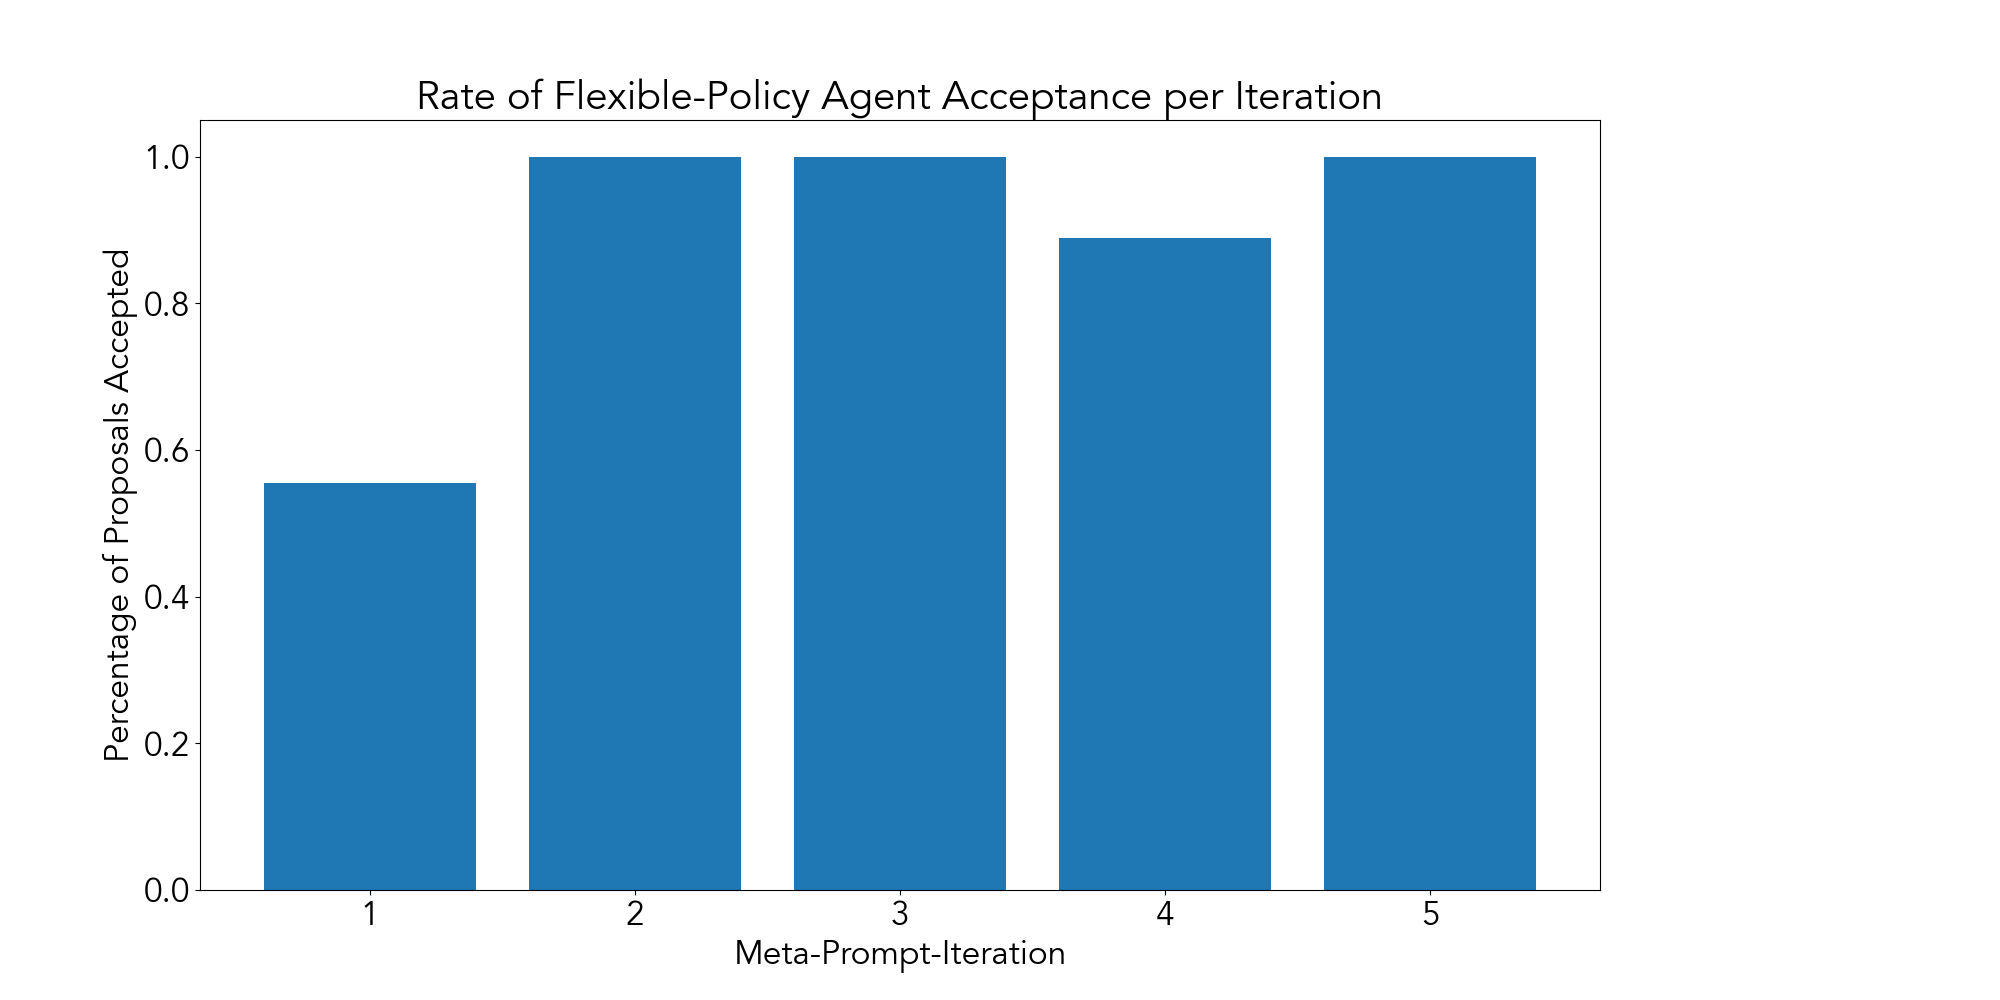 Rate of Flexible-Policy Agent Acceptance per Iteration
Percentage of Proposals Accepted
1.0
0.8
0.6
0.4
0.2
0.0
1 2 3 4 5
Meta-Prompt-Iteration